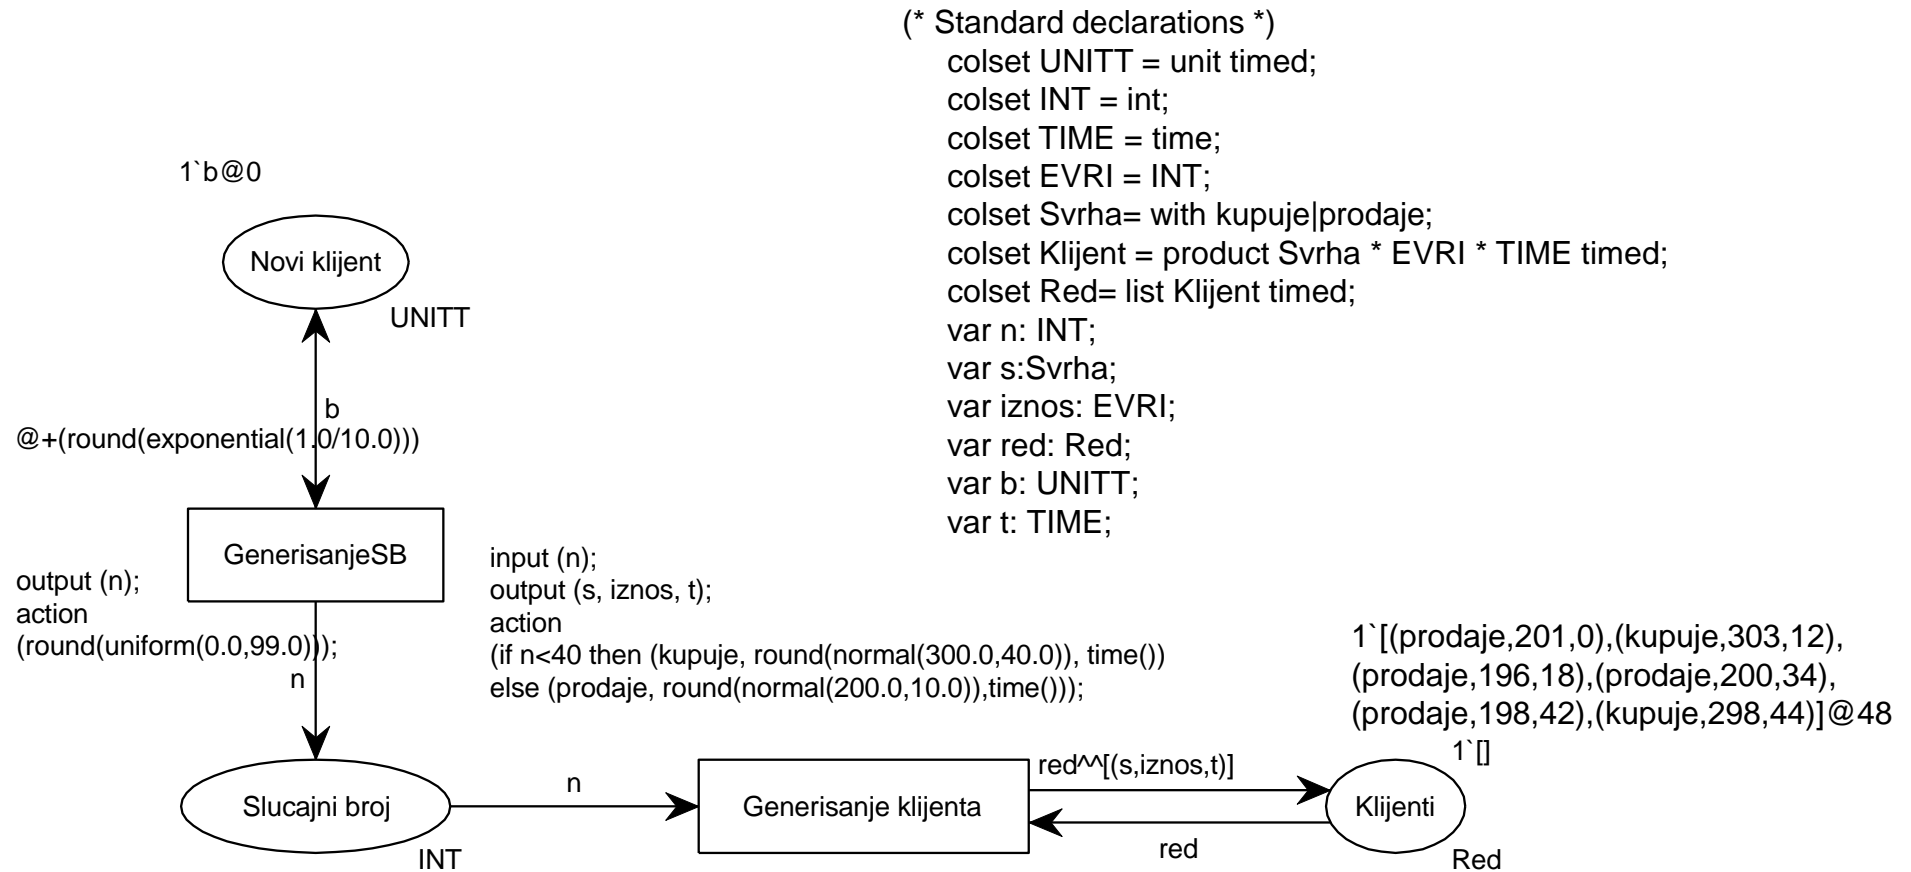 (* Standard declarations *)
colset UNITT = unit timed;
colset INT = int;
colset TIME = time;
colset EVRI = INT;
colset Svrha= with kupuje|prodaje;
colset Klijent = product Svrha * EVRI * TIME timed;
colset Red= list Klijent timed;
var n: INT;
var s:Svrha;
var iznos: EVRI;
var red: Red;
var b: UNITT;
var t: TIME;
1`b@0
Novi klijent
UNITT
b
@+(round(exponential(1.0/10.0)))
GenerisanjeSB
output (n);
action
(round(uniform(0.0,99.0)));
n
input (n);
output (s, iznos, t);
action
(if n<40 then (kupuje, round(normal(300.0,40.0)), time())
else (prodaje, round(normal(200.0,10.0)),time()));
1`[(prodaje,201,0),(kupuje,303,12),
(prodaje,196,18),(prodaje,200,34),
(prodaje,198,42),(kupuje,298,44)]@48
1`[]
Slucajni broj
INT
n
Generisanje klijenta
red^^[(s,iznos,t)]
red
Klijenti
Red